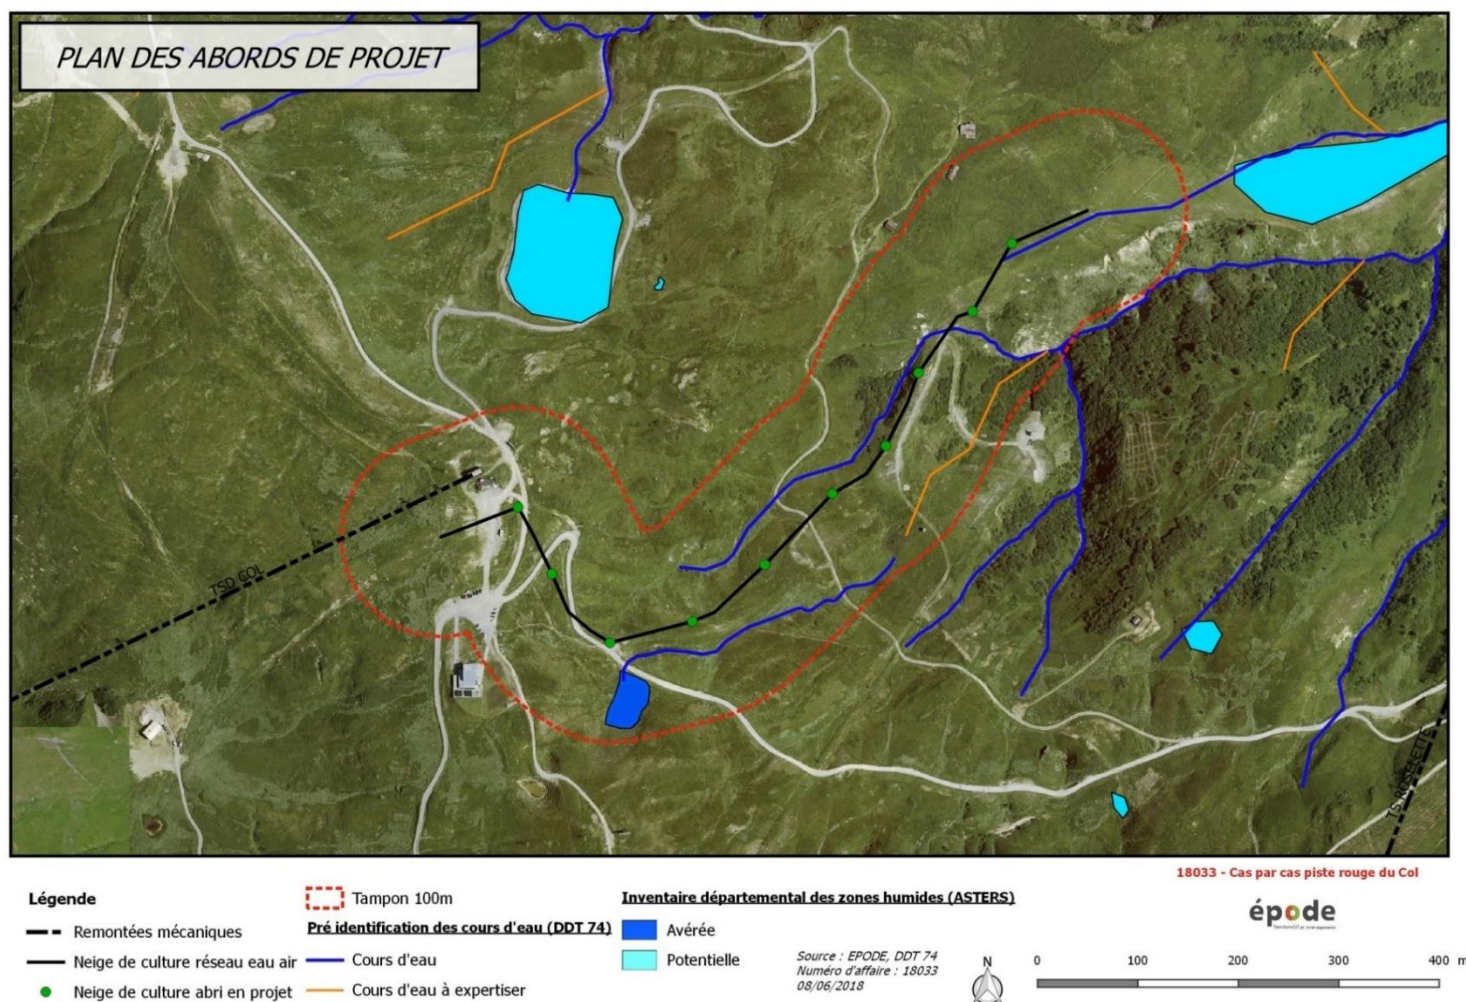 PLAN DES ABORDS DE PROJET
TSD COL
TS ROSELETTE
18033 - Cas par cas piste rouge du Col
Légende
Remontées mécaniques
Neige de culture réseau eau air
Neige de culture abri en projet
Tampon 100m
Pré identification des cours d'eau (DDT 74)
Cours d'eau
Cours d'eau à expertiser
Inventaire départemental des zones humides (ASTERS)
Avérée
Potentielle
Source : EPODE, DDT 74
Numéro d'affaire : 18033
08/06/2018
épode
N
0 100 200 300 400 m